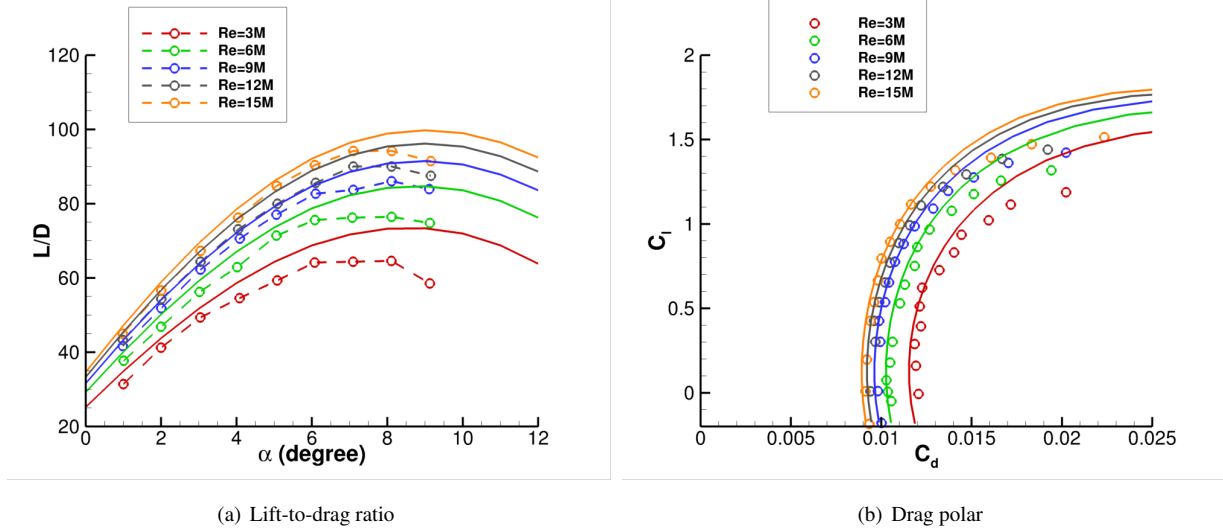 Re=3M
Re=6M
Re=9M
Re=12M
Re=15M
120
100
80
60
40
20
L/D
0 2 4 6 8 10 12
α (degree)
(a) Lift-to-drag ratio
Re=3M
Re=6M
Re=9M
Re=12M
Re=15M
2
1.5
1
0.5
0
Cl
0 0.005 0.01 0.015 0.02 0.025
Cd
(b) Drag polar